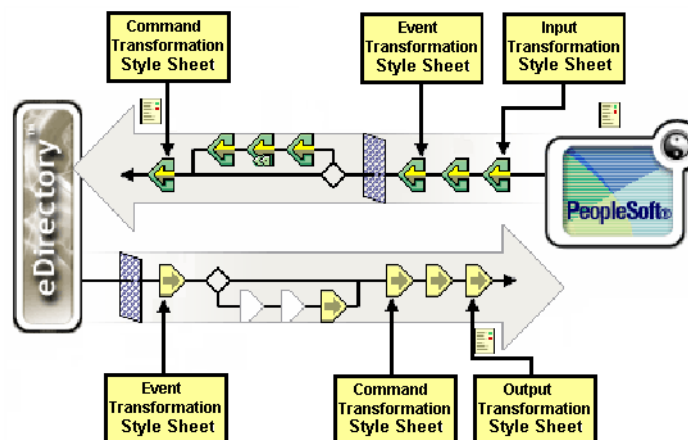 Command
Transformation
Style Sheet
Event
Transformation
Style Sheet
Input
Transformation
Style Sheet
eDirectory™
PeopleSoft®
Event
Transformation
Style Sheet
Command
Transformation
Style Sheet
Output
Transformation
Style Sheet